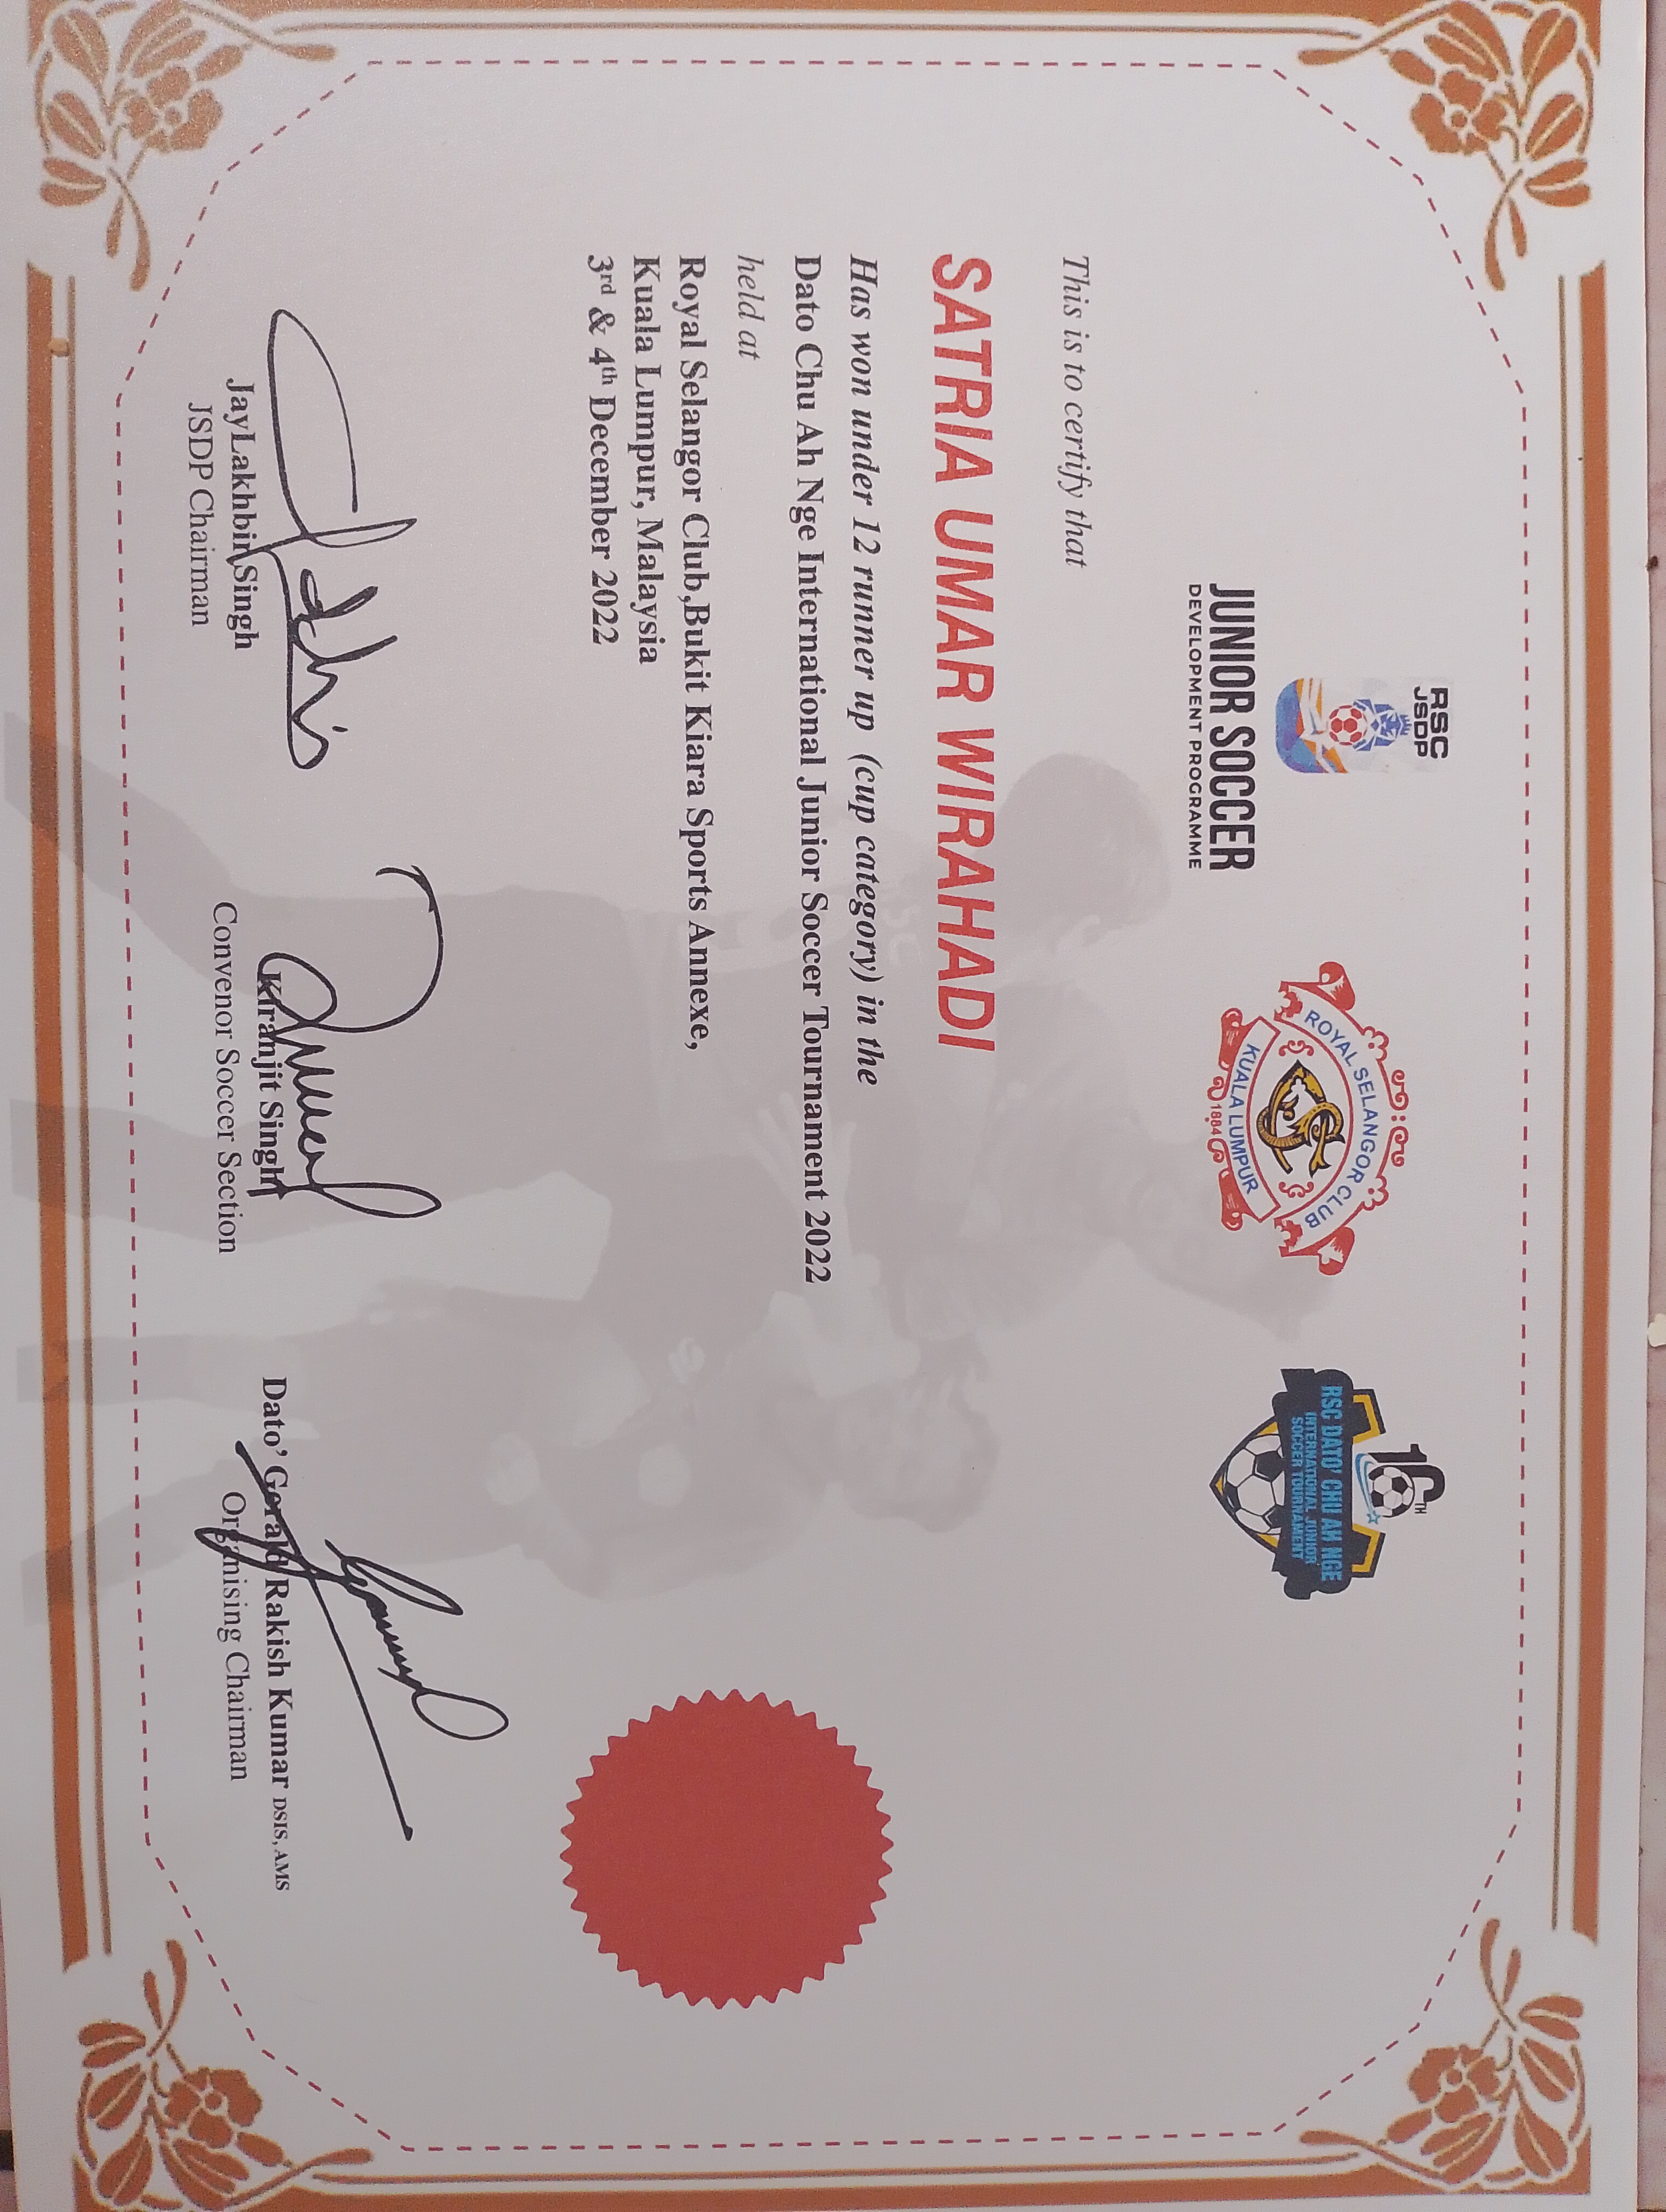 RSC
JSDP
JUNIOR SOCCER
DEVELOPMENT PROGRAMME
ROYAL SELANGOR CLUB
KUALA LUMPUR
1884
16TH
RSC DATO' CHU AH NGE
INTERNATIONAL JUNIOR
SOCCER TOURNAMENT
This is to certify that
SATRIA UMAR WIRAHADI
Has won under 12 runner up (cup category) in the
Dato Chu Ah Nge International Junior Soccer Tournament 2022
held at
Royal Selangor Club,Bukit Kiara Sports Annexe,
Kuala Lumpur, Malaysia
3rd & 4th December 2022
JayLakhbir Singh
JSDP Chairman
Kiranjit Singh
Convenor Soccer Section
Dato' Gerald Rakish Kumar DSIS, AMS
Organising Chairman